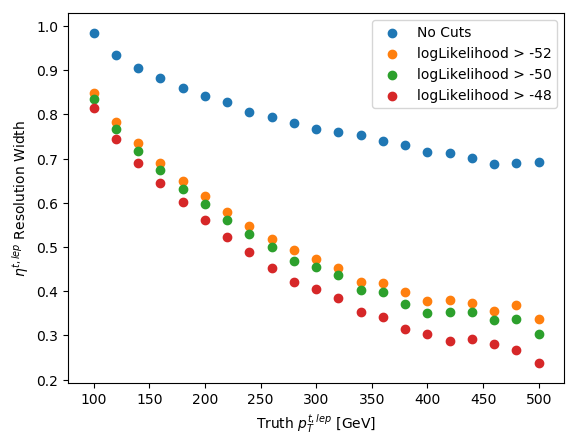 No Cuts
logLikelihood > -52
logLikelihood > -50
logLikelihood > -48
1.0
0.9
0.8
0.7
0.6
0.5
0.4
0.3
0.2
η^{t,lep} Resolution Width
100 150 200 250 300 350 400 450 500
Truth p_T^{t,lep} [GeV]